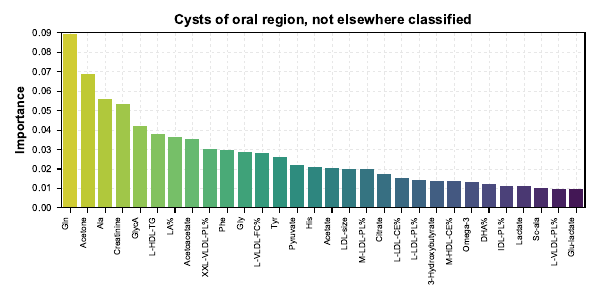 Cysts of oral region, not elsewhere classified
Importance
0.09
0.08
0.07
0.06
0.05
0.04
0.03
0.02
0.01
0.00
Gln
Acetone
Ala
Creatinine
GlycA
L-HDL-TG
LA%
Acetoacetate
XXL-VLDL-PL%
Phe
Gly
L-VLDL-FC%
Tyr
Pyruvate
His
Acetate
LDL-size
M-LDL-PL%
Citrate
L-LDL-CE%
L-LDL-PL%
3-Hydroxybutyrate
M-HDL-CE%
Omega-3
DHA%
IDL-PL%
Lactate
Sc-ala
L-VLDL-PL%
Glu-lactate